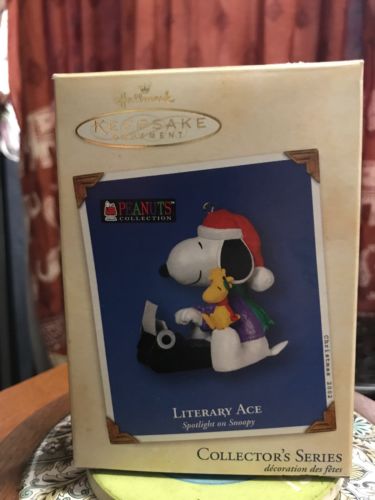 Hallmark
KEEPSAKE
ORNAMENT
PEANUTS
COLLECTION
Christmas 2002
LITERARY ACE
Spotlight on Snoopy
COLLECTOR'S SERIES
décoration des fêtes